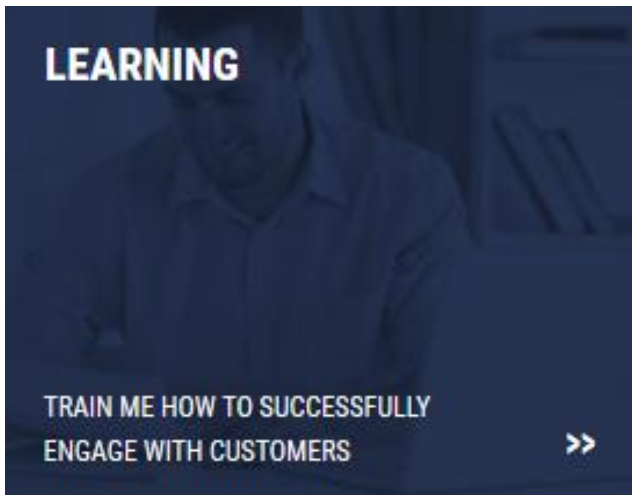 LEARNING
TRAIN ME HOW TO SUCCESSFULLY
ENGAGE WITH CUSTOMERS
>>